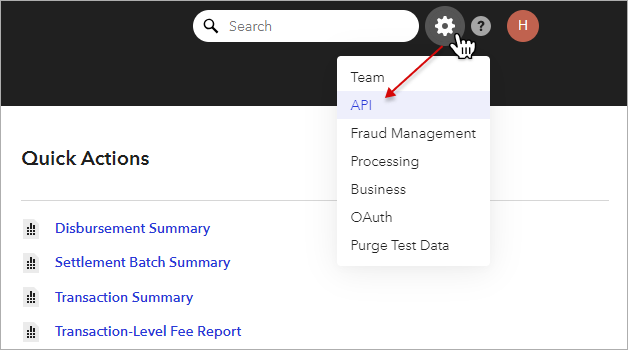 Search
?
H
Team
API
Fraud Management
Processing
Business
OAuth
Purge Test Data
Quick Actions
Disbursement Summary
Settlement Batch Summary
Transaction Summary
Transaction-Level Fee Report